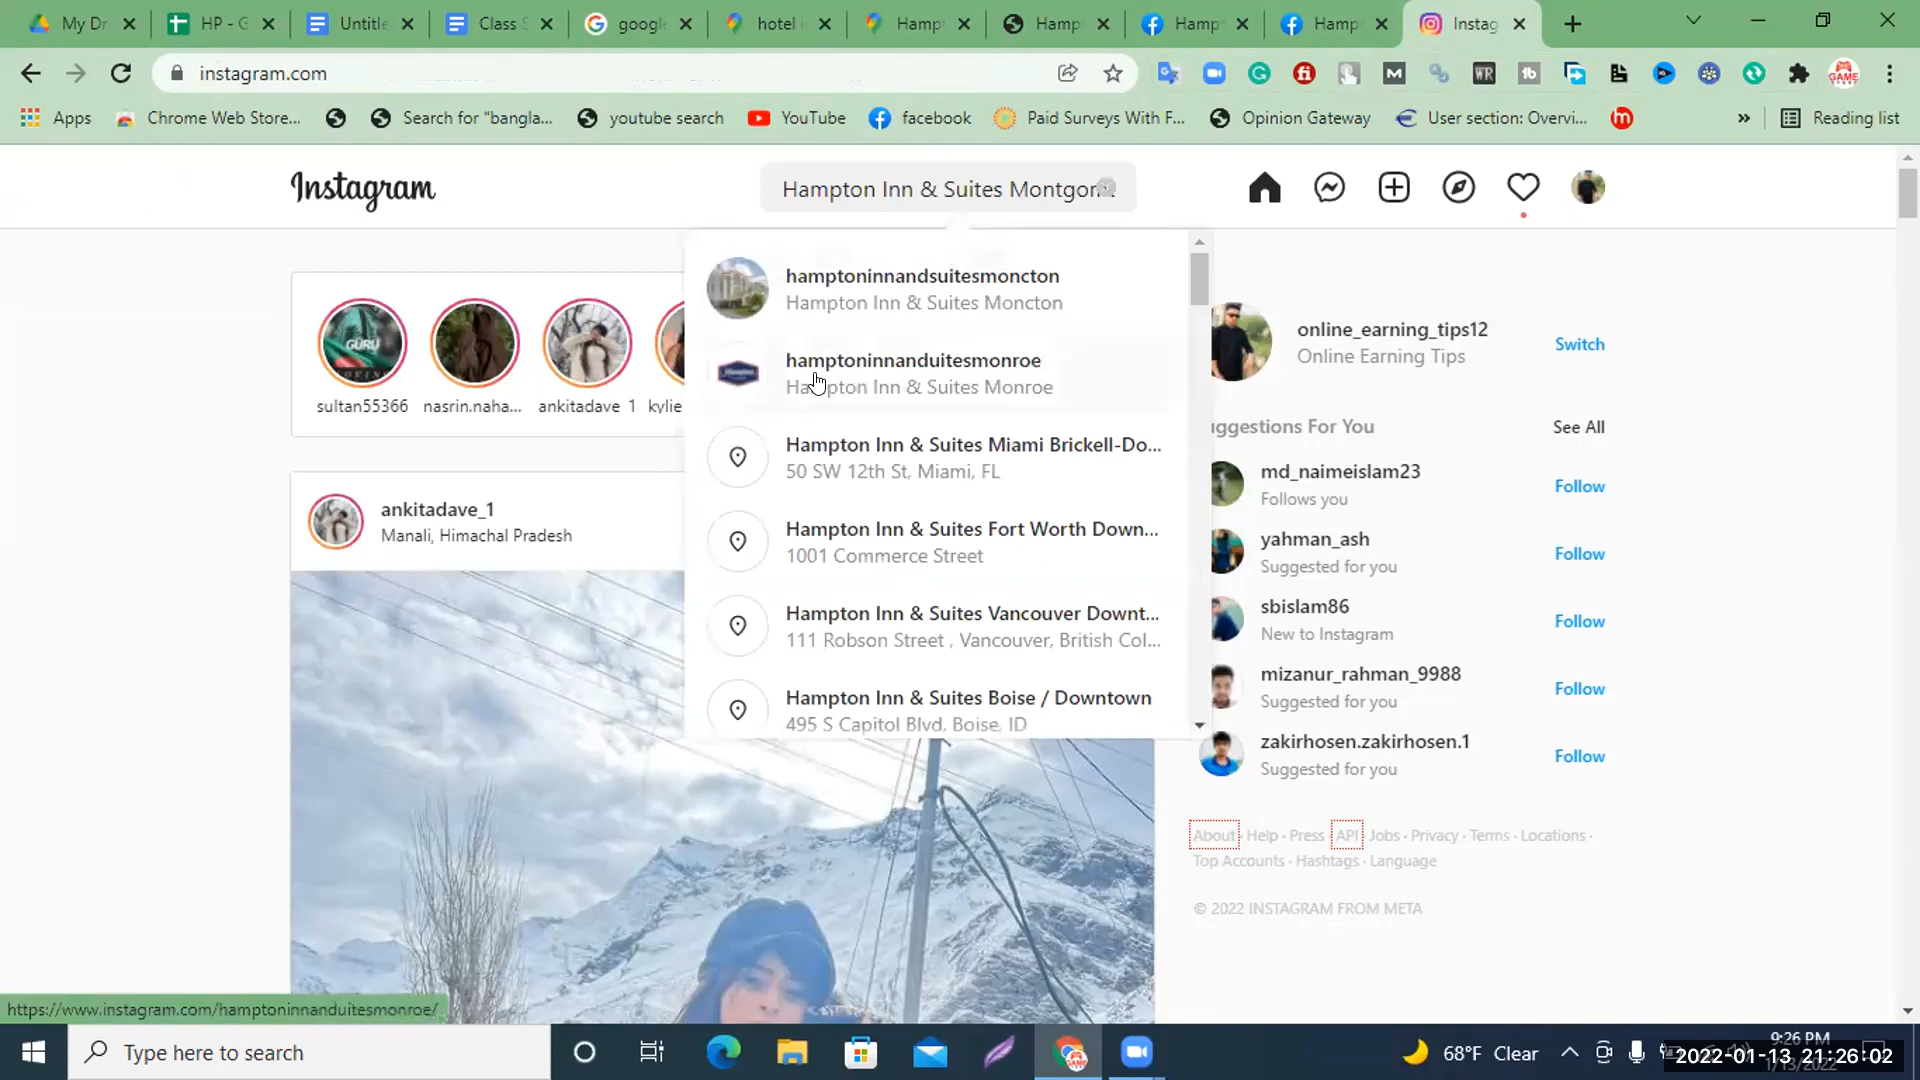 My Dr
HP - G
Untitle
Class S
google
hotel i
Hamp
Hamp
Hamp
Hamp
Instag
instagram.com
Apps
Chrome Web Store...
Search for "bangla...
youtube search
YouTube
facebook
Paid Surveys With F...
Opinion Gateway
User section: Overvi...
Reading list
Instagram
Hampton Inn & Suites Montgom
hamptoninnandsuitesmoncton
Hampton Inn & Suites Moncton
hamptoninnanduitesmonroe
Hampton Inn & Suites Monroe
Hampton Inn & Suites Miami Brickell-Do...
50 SW 12th St, Miami, FL
Hampton Inn & Suites Fort Worth Down...
1001 Commerce Street
Hampton Inn & Suites Vancouver Downt...
111 Robson Street , Vancouver, British Col...
Hampton Inn & Suites Boise / Downtown
495 S Capitol Blvd, Boise, ID
GURU
sultan55366
nasrin.naha...
ankitadave_1
kylie
ankitadave_1
Manali, Himachal Pradesh
online_earning_tips12
Online Earning Tips
Switch
uggestions For You
See All
md_naimeislam23
Follows you
Follow
yahman_ash
Suggested for you
Follow
sbislam86
New to Instagram
Follow
mizanur_rahman_9988
Suggested for you
Follow
zakirhosen.zakirhosen.1
Suggested for you
Follow
About · Help · Press · API · Jobs · Privacy · Terms · Locations ·
Top Accounts · Hashtags · Language
© 2022 INSTAGRAM FROM META
https://www.instagram.com/hamptoninnanduitesmonroe/
Type here to search
68°F Clear
9:26 PM
1/13/2022
2022-01-13 21:26:02